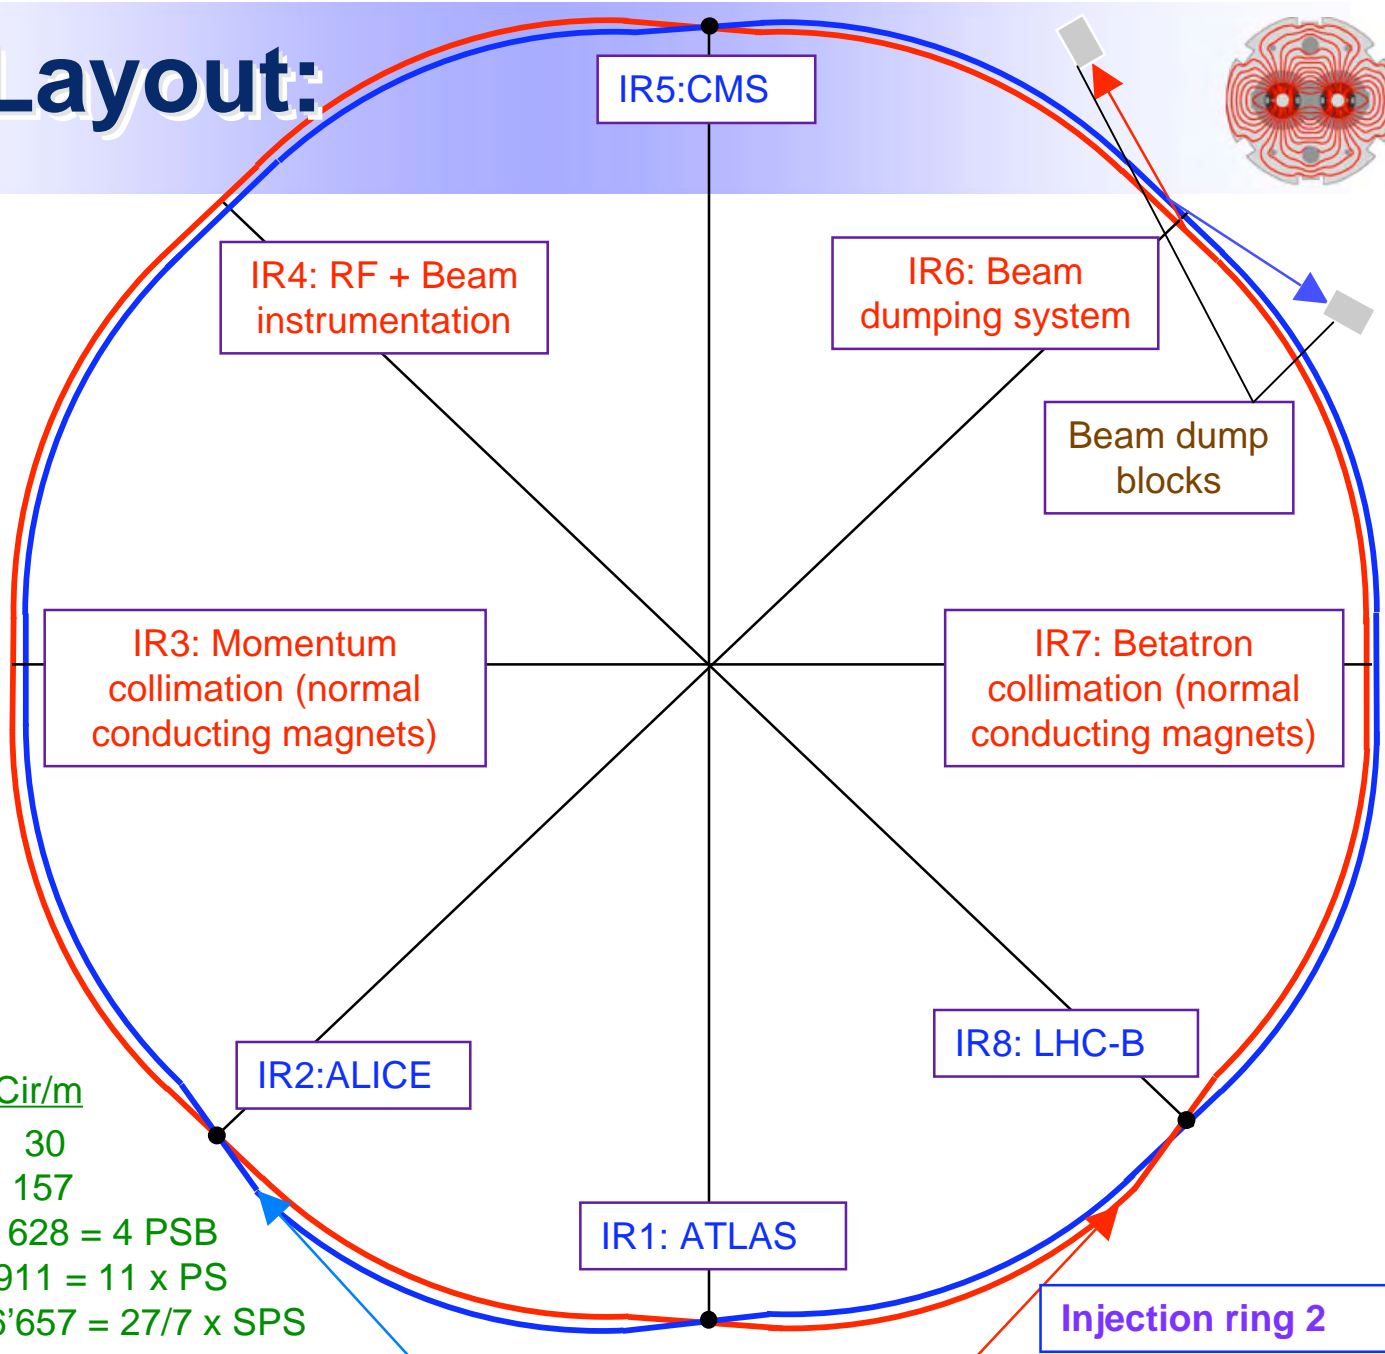 Layout:
IR5:CMS
IR4: RF + Beam
instrumentation
IR6: Beam
dumping system
Beam dump
blocks
IR3: Momentum
collimation (normal
conducting magnets)
IR7: Betatron
collimation (normal
conducting magnets)
IR8: LHC-B
IR2:ALICE
Cir/m
30
157
628 = 4 PSB
911 = 11 x PS
6’657 = 27/7 x SPS
IR1: ATLAS
Injection ring 2